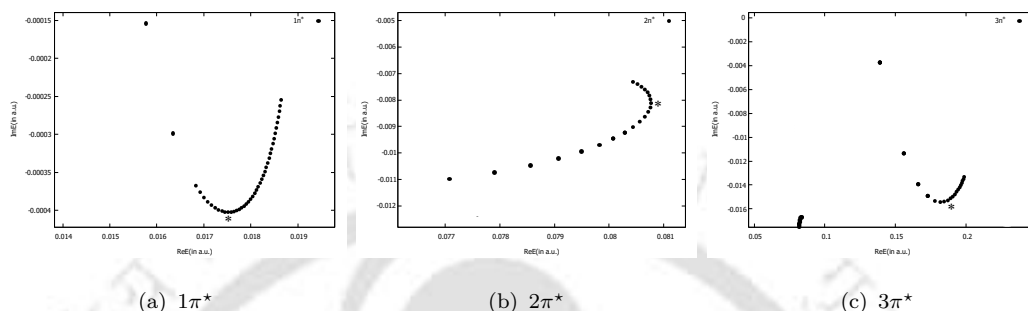 -0.00015
-0.0002
-0.00025
-0.0003
-0.00035
-0.0004
ImE(in a.u.)
1π*
*
0.014 0.015 0.016 0.017 0.018 0.019
ReE(in a.u.)
(a) 1π⋆
-0.005
-0.006
-0.007
-0.008
-0.009
-0.01
-0.011
-0.012
ImE(in a.u.)
2π*
*
0.077 0.078 0.079 0.08 0.081
ReE(in a.u.)
(b) 2π⋆
0
-0.002
-0.004
-0.006
-0.008
-0.01
-0.012
-0.014
-0.016
ImE(in a.u.)
3π*
*
0.05 0.1 0.15 0.2
ReE(in a.u.)
(c) 3π⋆